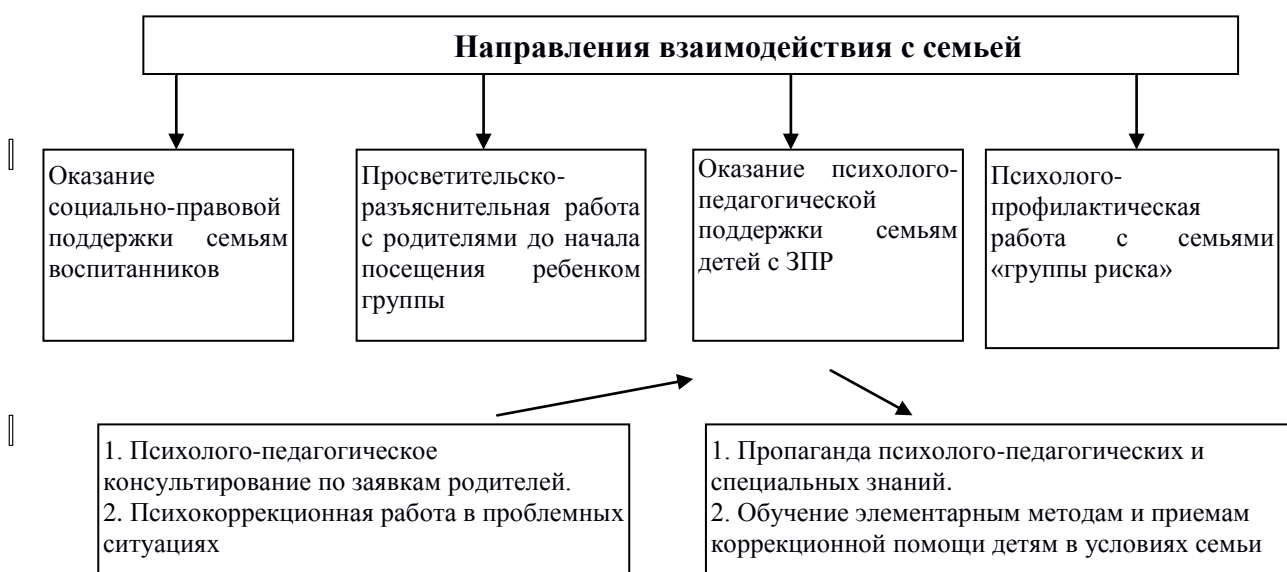 Направления взаимодействия с семьей
Оказание
социально-правовой
поддержки семьям
воспитанников
Просветительско-
разъяснительная работа
с родителями до начала
посещения ребенком
группы
Оказание психолого-
педагогической
поддержки семьям
детей с ЗПР
Психолого-
профилактическая
работа с семьями
«группы риска»
1. Психолого-педагогическое
консультирование по заявкам родителей.
2. Психокоррекционная работа в проблемных
ситуациях
1. Пропаганда психолого-педагогических и
специальных знаний.
2. Обучение элементарным методам и приемам
коррекционной помощи детям в условиях семьи